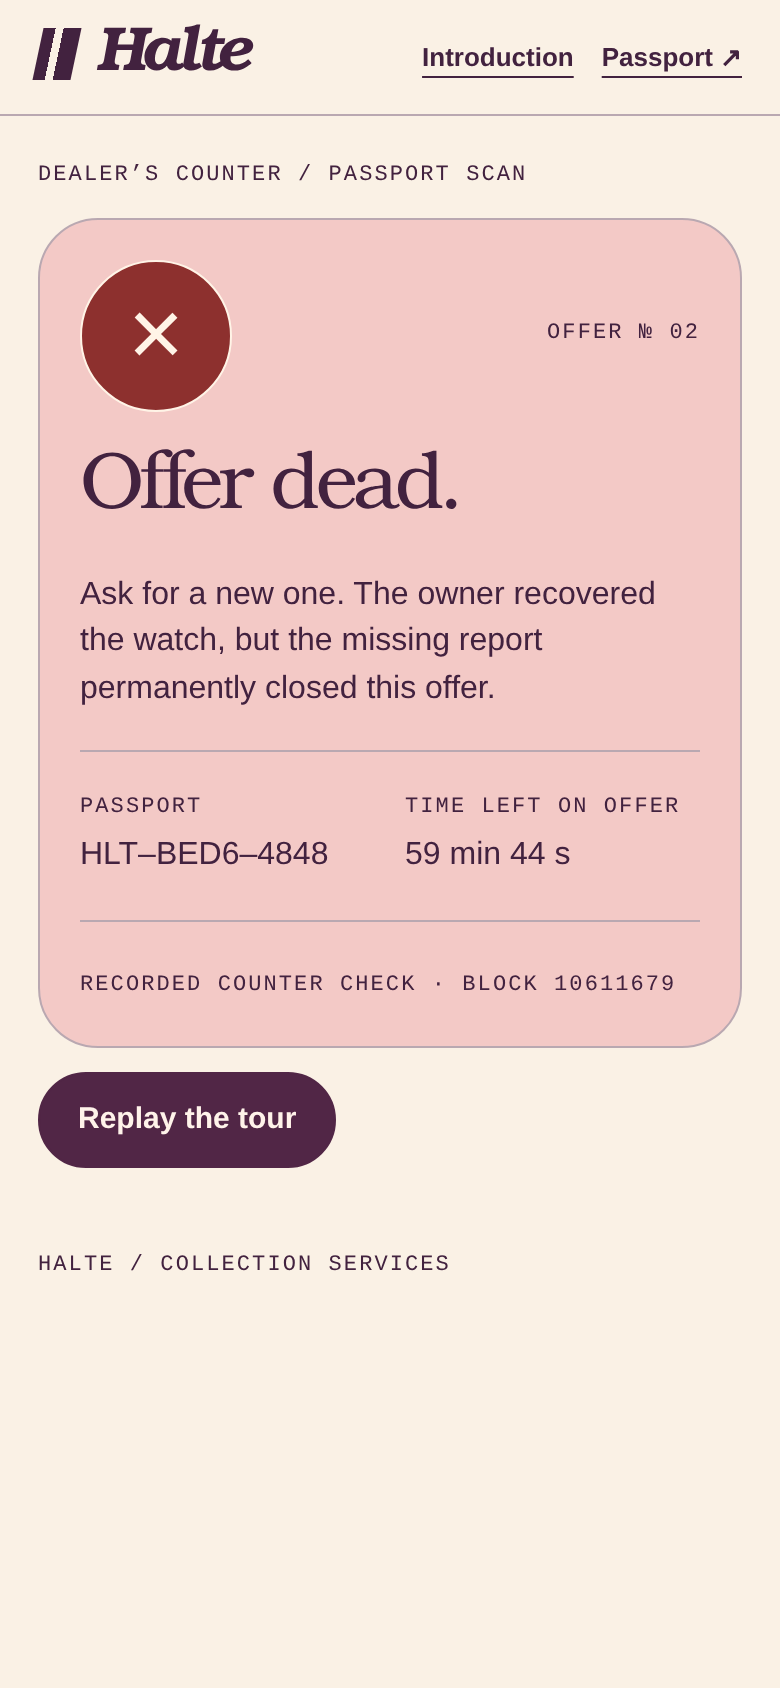 Halte
Introduction Passport ↗
DEALER’S COUNTER / PASSPORT SCAN
OFFER № 02
Offer dead.
Ask for a new one. The owner recovered
the watch, but the missing report
permanently closed this offer.
PASSPORT
HLT–BED6–4848
TIME LEFT ON OFFER
59 min 44 s
RECORDED COUNTER CHECK · BLOCK 10611679
Replay the tour
HALTE / COLLECTION SERVICES